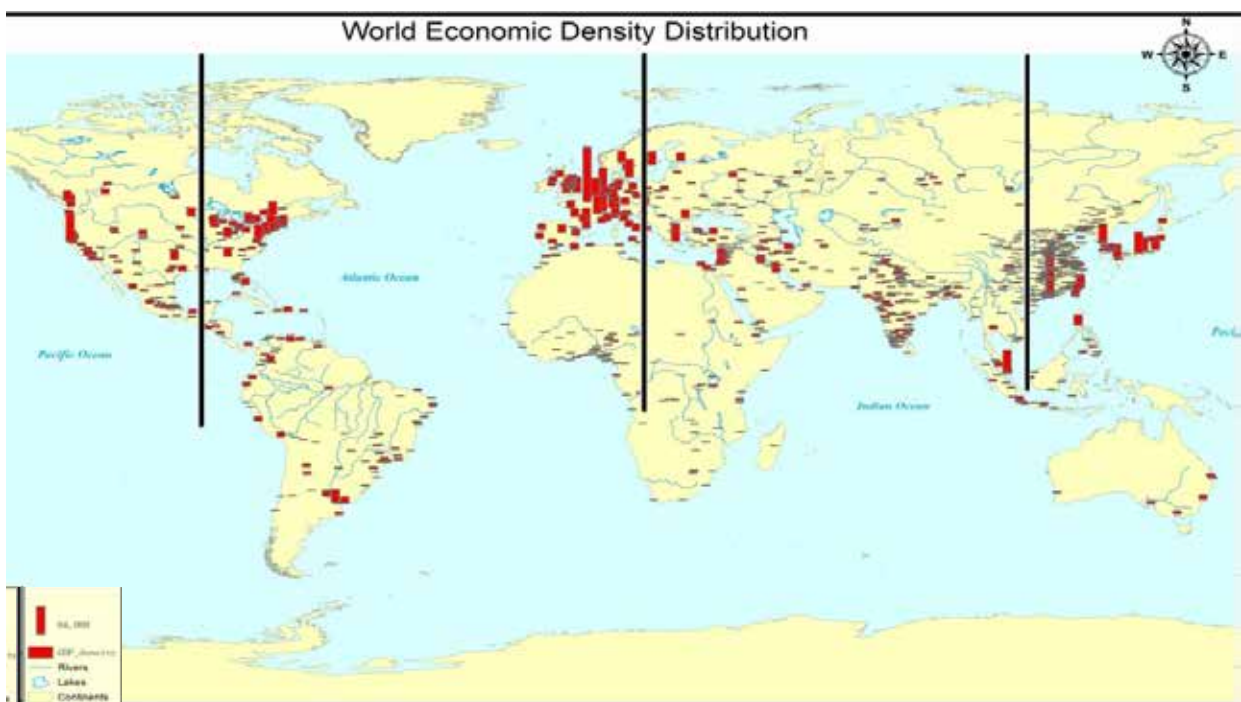 World Economic Density Distribution
N
W E
S
Atlantic Ocean
Pacific Ocean
Indian Ocean
Rivers
Lakes
Continents